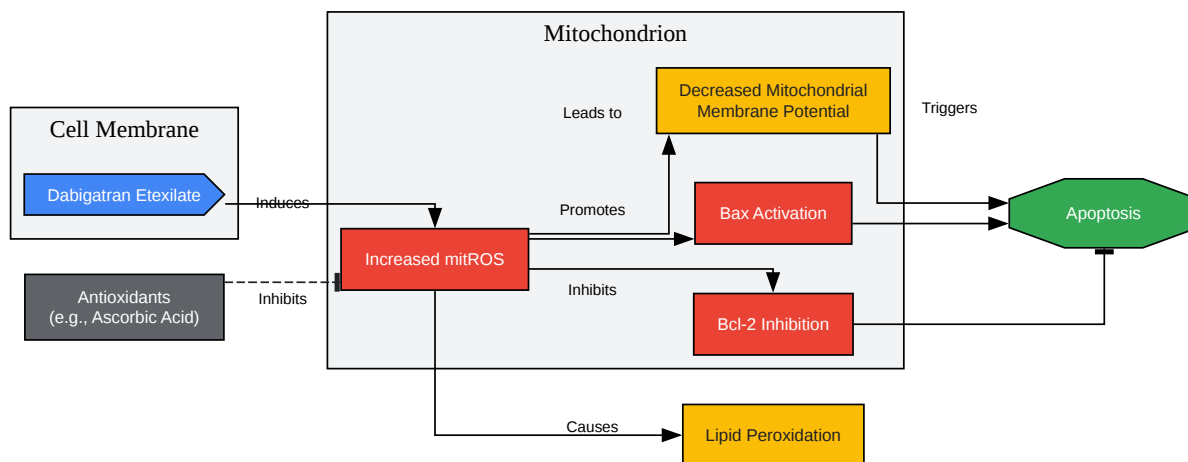 Mitochondrion
Cell Membrane
Decreased Mitochondrial
Membrane Potential
Leads to
Triggers
Dabigatran Etexilate
Induces
Promotes
Bax Activation
Apoptosis
Increased mitROS
Antioxidants
(e.g., Ascorbic Acid)
Inhibits
Inhibits
Bcl-2 Inhibition
Causes
Lipid Peroxidation